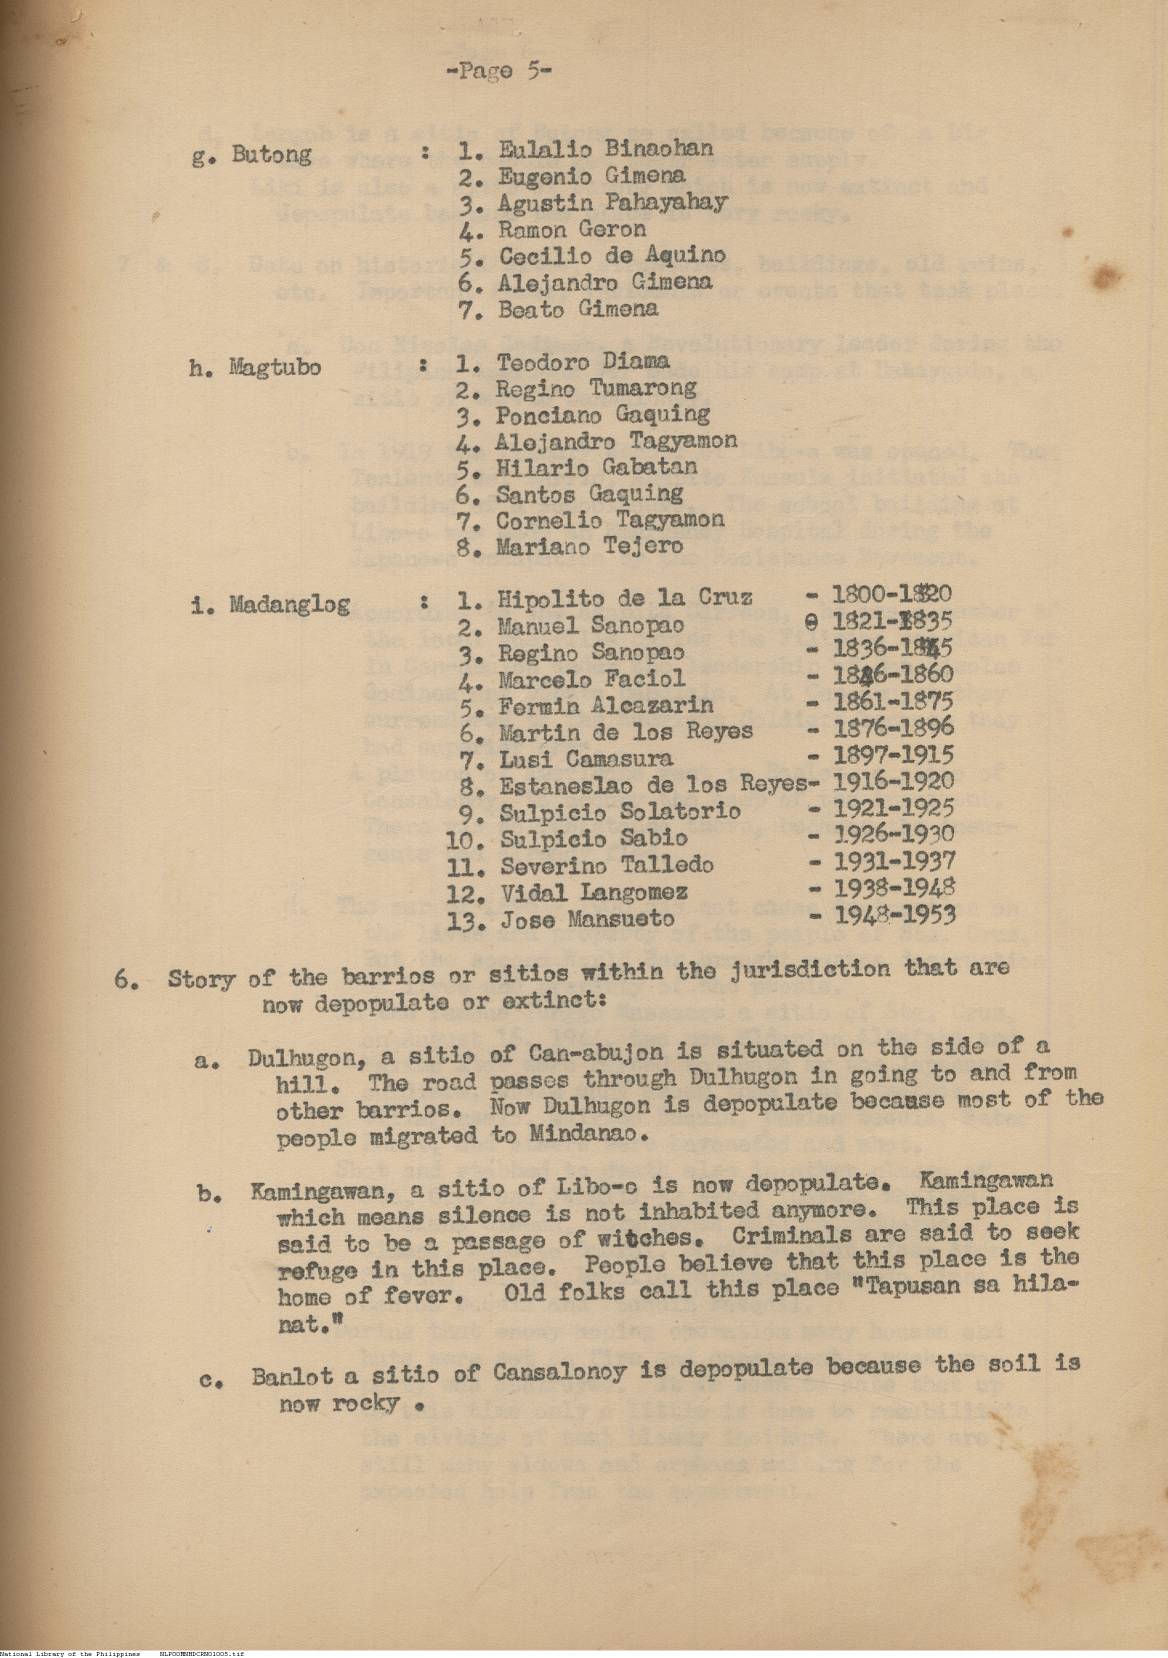 -Page 5-
g. Butong : 1. Eulalio Binaohan
2. Eugenio Gimena
3. Agustin Pahayahay
4. Ramon Geron
5. Cecilio de Aquino
6. Alejandro Gimena
7. Beato Gimena
h. Magtubo : 1. Teodoro Diama
2. Regino Tumarong
3. Ponciano Gaquing
4. Alejandro Tagyamon
5. Hilario Gabatan
6. Santos Gaquing
7. Cornelio Tagyamon
8. Mariano Tejero
i. Madanglog : 1. Hipolito de la Cruz - 1800-1820
2. Manuel Sanopao 0 1821-1835
3. Regino Sanopao - 1836-1845
4. Marcelo Faciol - 1846-1860
5. Fermin Alcazarin - 1861-1875
6. Martin de los Reyes - 1876-1896
7. Lusi Camasura - 1897-1915
8. Estaneslao de los Reyes- 1916-1920
9. Sulpicio Solatorio - 1921-1925
10. Sulpicio Sabio - 1926-1930
11. Severino Talledo - 1931-1937
12. Vidal Langomez - 1938-1948
13. Jose Mansueto - 1948-1953
6. Story of the barrios or sitios within the jurisdiction that are
now depopulate or extinct:
a. Dulhugon, a sitio of Can-abujon is situated on the side of a
hill. The road passes through Dulhugon in going to and from
other barrios. Now Dulhugon is depopulate because most of the
people migrated to Mindanao.
b. Kamingawan, a sitio of Libo-o is now depopulate. Kamingawan
which means silence is not inhabited anymore. This place is
said to be a passage of witches. Criminals are said to seek
refuge in this place. People believe that this place is the
home of fever. Old folks call this place "Tapusan sa hila-
nat."
c. Banlot a sitio of Cansalonoy is depopulate because the soil is
now rocky .
National Library of the Philippines NLP00MNHDCRN01005.tif